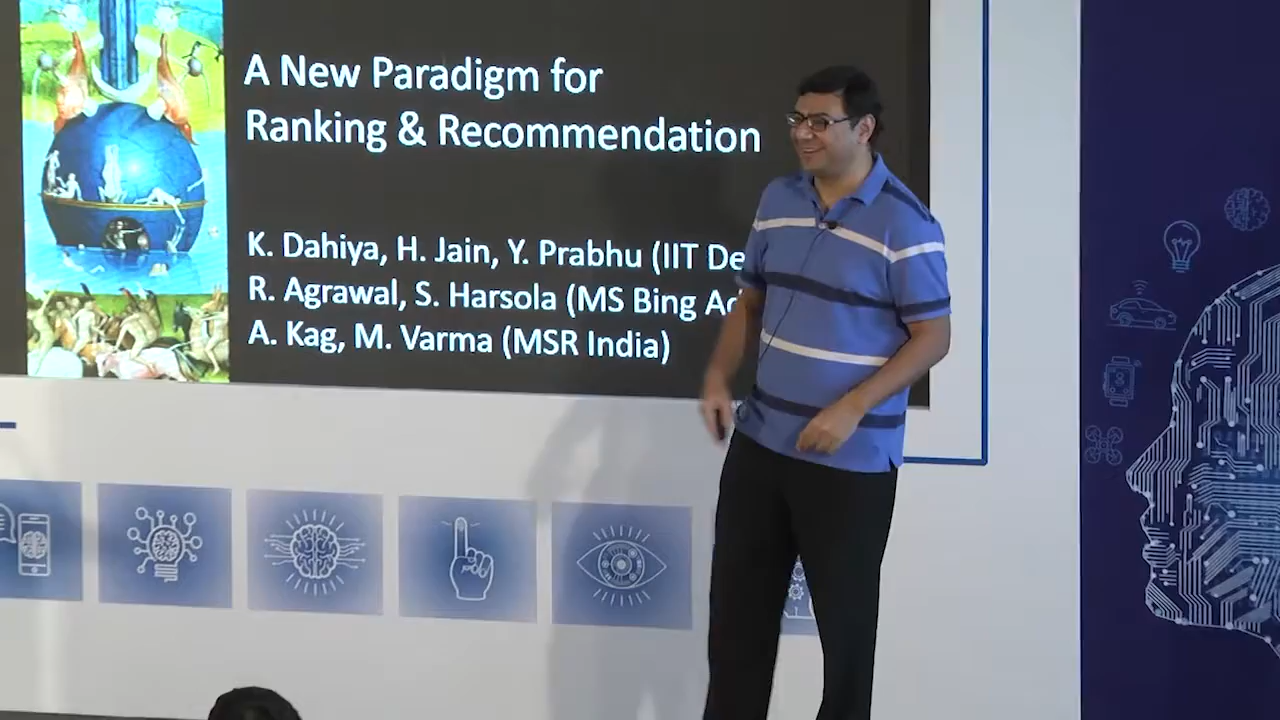 A New Paradigm for
Ranking & Recommendation
K. Dahiya, H. Jain, Y. Prabhu (IIT De
R. Agrawal, S. Harsola (MS Bing Ad
A. Kag, M. Varma (MSR India)